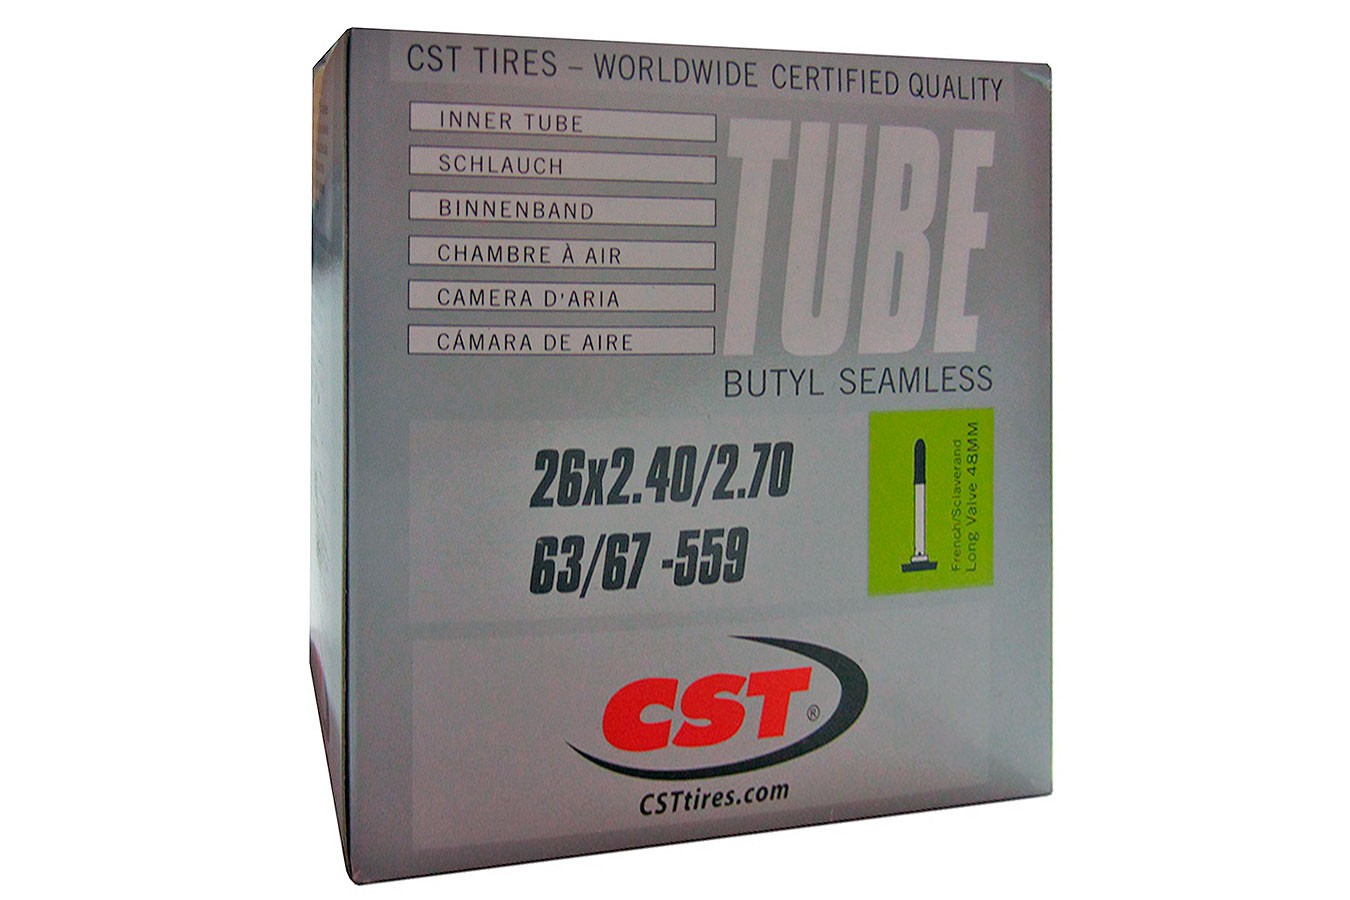 CST TIRES – WORLDWIDE CERTIFIED QUALITY
INNER TUBE
SCHLAUCH
BINNENBAND
CHAMBRE À AIR
CAMERA D'ARIA
CÁMARA DE AIRE
TUBE
BUTYL SEAMLESS
26x2.40/2.70
63/67 -559
French/Sclaverand
Long Valve 48MM
CST®
CSTtires.com